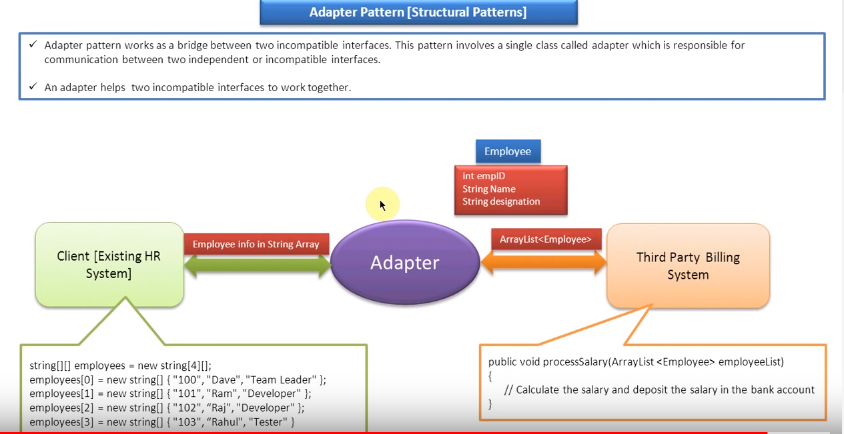 Adapter Pattern [Structural Patterns]
✓ Adapter pattern works as a bridge between two incompatible interfaces. This pattern involves a single class called adapter which is responsible for
communication between two independent or incompatible interfaces.
✓ An adapter helps two incompatible interfaces to work together.
Employee
int empID
String Name
String designation
Client [Existing HR
System]
Employee info in String Array
Adapter
ArrayList<Employee>
Third Party Billing
System
string[][] employees = new string[4][];
employees[0] = new string[] { "100", "Dave", "Team Leader" };
employees[1] = new string[] { "101", "Ram", "Developer" };
employees[2] = new string[] { "102", "Raj", "Developer" };
employees[3] = new string[] { "103", "Rahul", "Tester" }
public void processSalary(ArrayList <Employee> employeeList)
{
// Calculate the salary and deposit the salary in the bank account
}